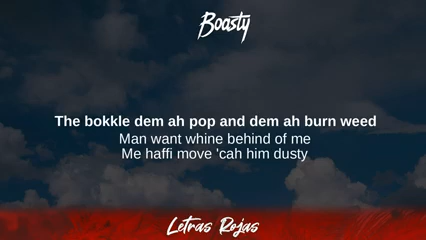 Boasty
The bokkle dem ah pop and dem ah burn weed
Man want whine behind of me
Me haffi move 'cah him dusty
Letras Rojas